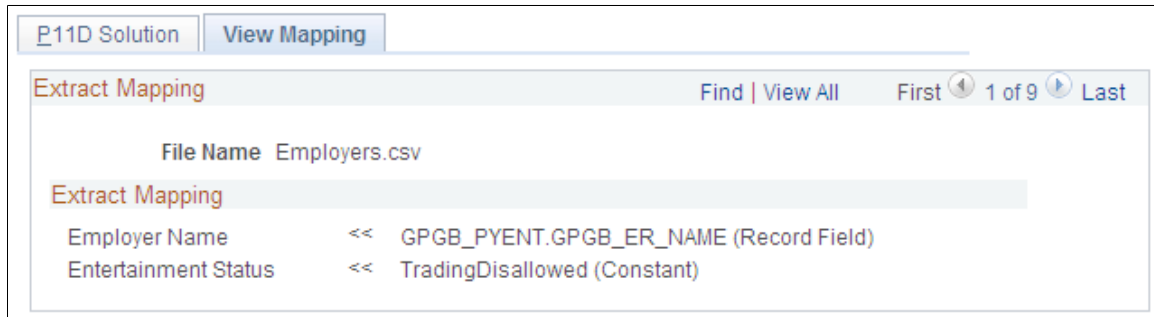 P11D Solution View Mapping
Extract Mapping Find | View All First 1 of 9 Last
File Name Employers.csv
Extract Mapping
Employer Name << GPGB_PYENT.GPGB_ER_NAME (Record Field)
Entertainment Status << TradingDisallowed (Constant)